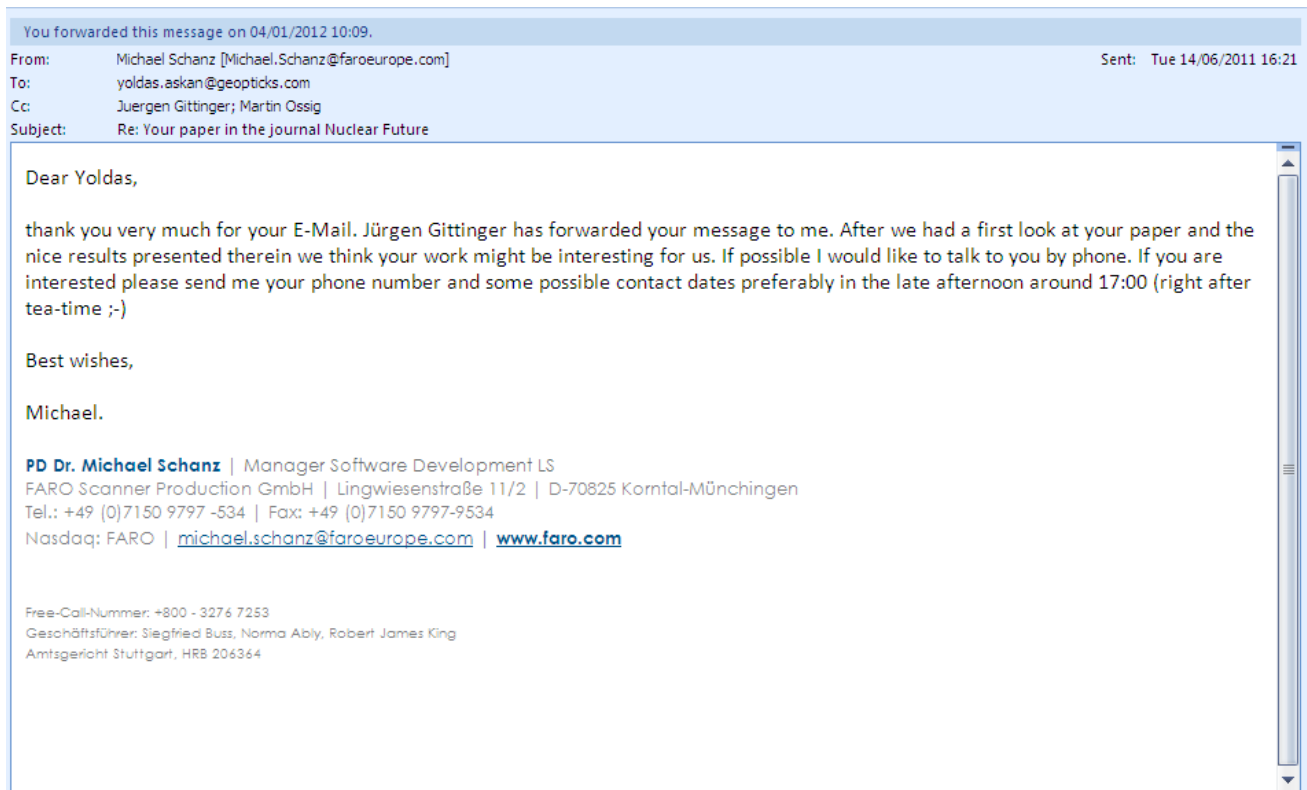 You forwarded this message on 04/01/2012 10:09.
From: Michael Schanz [Michael.Schanz@faroeurope.com] Sent: Tue 14/06/2011 16:21
To: yoldas.askan@geopticks.com
Cc: Juergen Gittinger; Martin Ossig
Subject: Re: Your paper in the journal Nuclear Future
Dear Yoldas,
thank you very much for your E-Mail. Jürgen Gittinger has forwarded your message to me. After we had a first look at your paper and the
nice results presented therein we think your work might be interesting for us. If possible I would like to talk to you by phone. If you are
interested please send me your phone number and some possible contact dates preferably in the late afternoon around 17:00 (right after
tea-time ;-)
Best wishes,
Michael.
PD Dr. Michael Schanz | Manager Software Development LS
FARO Scanner Production GmbH | Lingwiesenstraße 11/2 | D-70825 Korntal-Münchingen
Tel.: +49 (0)7150 9797 -534 | Fax: +49 (0)7150 9797-9534
Nasdaq: FARO | michael.schanz@faroeurope.com | www.faro.com
Free-Call-Nummer: +800 - 3276 7253
Geschäftsführer: Siegfried Buss, Norma Ably, Robert James King
Amtsgericht Stuttgart, HRB 206364